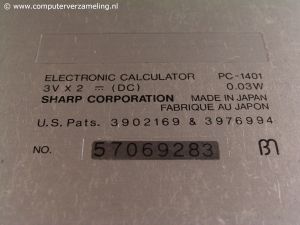 © www.computerverzameling.nl
ELECTRONIC CALCULATOR PC-1401
3V X 2 ⎓ (DC) 0.03W
SHARP CORPORATION MADE IN JAPAN
FABRIQUE AU JAPON
U.S. Pats. 3902169 & 3976994
NO. 57069283